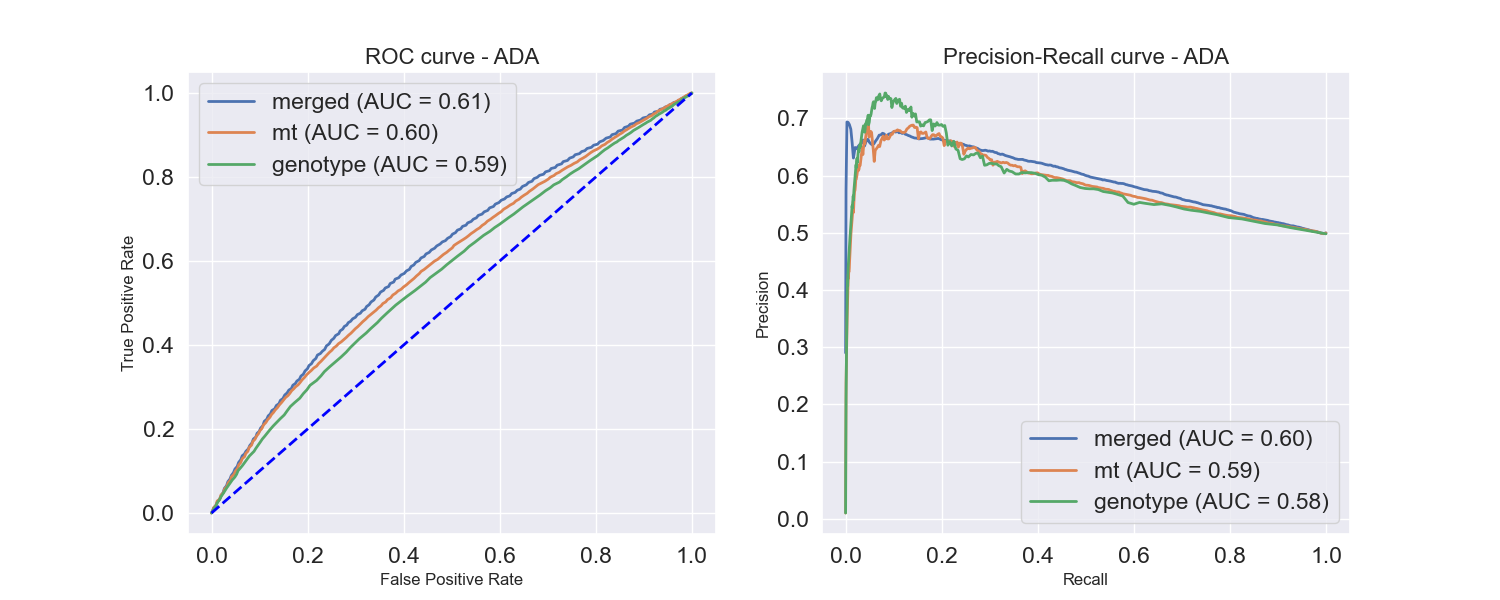 ROC curve - ADA
1.0
0.8
0.6
0.4
0.2
0.0
True Positive Rate
merged (AUC = 0.61)
mt (AUC = 0.60)
genotype (AUC = 0.59)
0.0 0.2 0.4 0.6 0.8 1.0
False Positive Rate
Precision-Recall curve - ADA
0.7
0.6
0.5
0.4
0.3
0.2
0.1
0.0
Precision
merged (AUC = 0.60)
mt (AUC = 0.59)
genotype (AUC = 0.58)
0.0 0.2 0.4 0.6 0.8 1.0
Recall